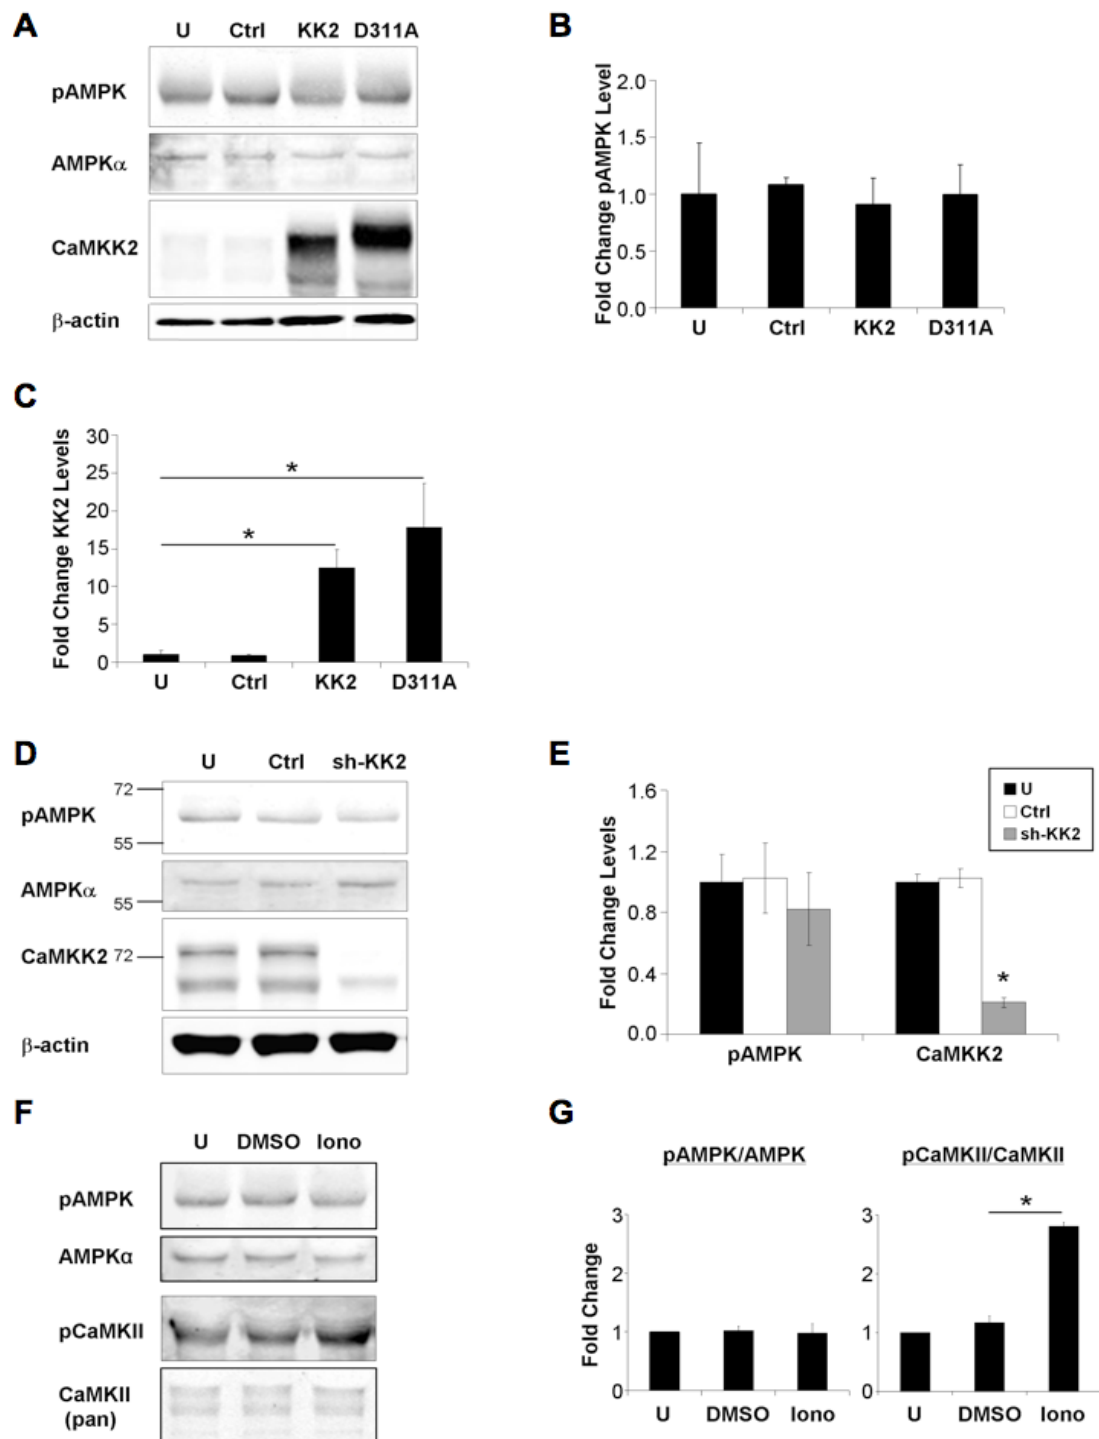 A
U Ctrl KK2 D311A
pAMPK
AMPKα
CaMKK2
β-actin
B
Fold Change pAMPK Level
2.0
1.5
1.0
0.5
0.0
U Ctrl KK2 D311A
C
Fold Change KK2 Levels
30
25
20
15
10
5
0
*
*
U Ctrl KK2 D311A
D
U Ctrl sh-KK2
72
pAMPK
55
AMPKα
55
CaMKK2 72
β-actin
E
Fold Change Levels
1.6
1.2
0.8
0.4
0.0
U
Ctrl
sh-KK2
*
pAMPK CaMKK2
F
U DMSO Iono
pAMPK
AMPKα
pCaMKII
CaMKII
(pan)
G
pAMPK/AMPK
Fold Change
3
2
1
0
U DMSO Iono
pCaMKII/CaMKII
3
2
1
0
*
U DMSO Iono